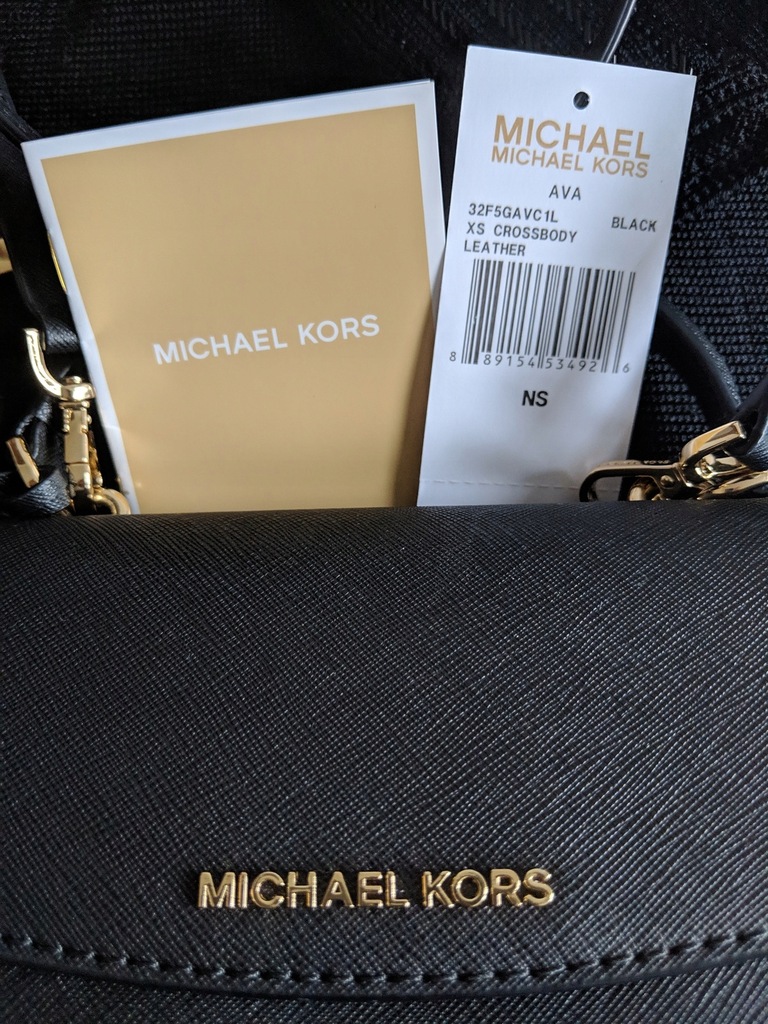 MICHAEL KORS
MICHAEL
MICHAEL KORS
AVA
32F5GAVC1L BLACK
XS CROSSBODY
LEATHER
8 89154 53492 6
NS
MICHAEL KORS